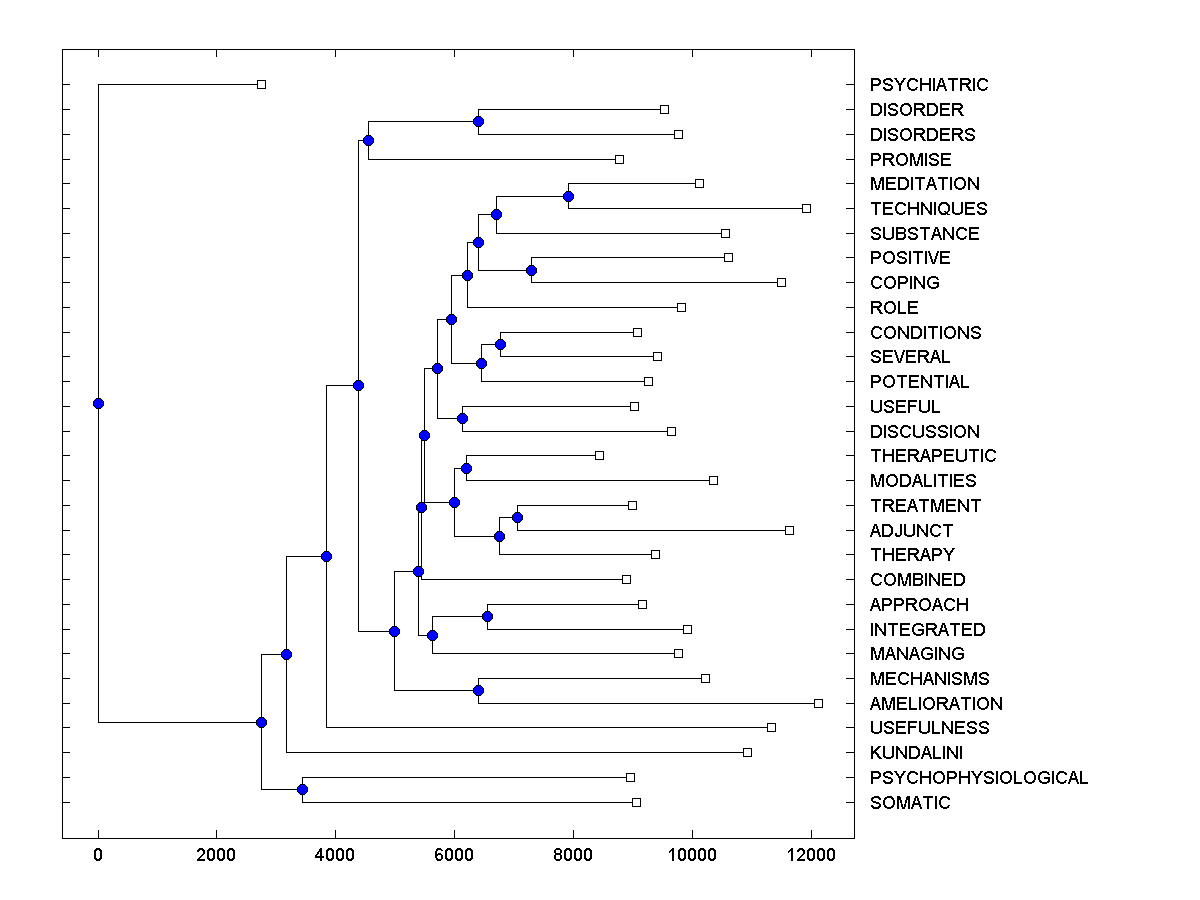 PSYCHIATRIC
DISORDER
DISORDERS
PROMISE
MEDITATION
TECHNIQUES
SUBSTANCE
POSITIVE
COPING
ROLE
CONDITIONS
SEVERAL
POTENTIAL
USEFUL
DISCUSSION
THERAPEUTIC
MODALITIES
TREATMENT
ADJUNCT
THERAPY
COMBINED
APPROACH
INTEGRATED
MANAGING
MECHANISMS
AMELIORATION
USEFULNESS
KUNDALINI
PSYCHOPHYSIOLOGICAL
SOMATIC
0 2000 4000 6000 8000 10000 12000